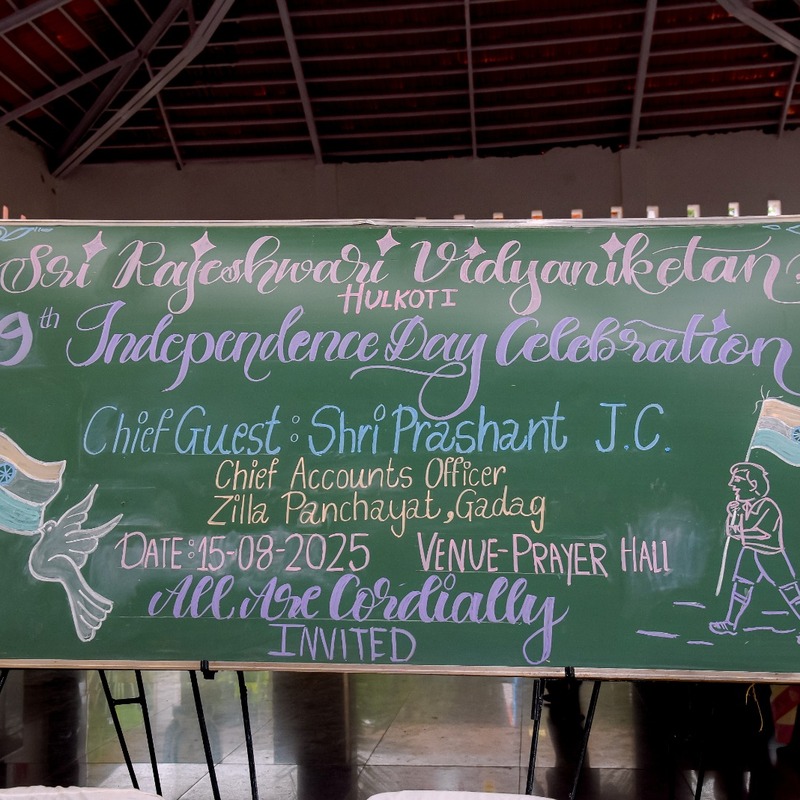 Sri Rajeshwari Vidyaniketan
HULKOTI
9th Independence Day Celebration
Chief Guest: Shri Prashant J.C.
Chief Accounts Officer
Zilla Panchayat, Gadag
DATE: 15-08-2025 VENUE-PRAYER HALL
All Are Cordially
INVITED